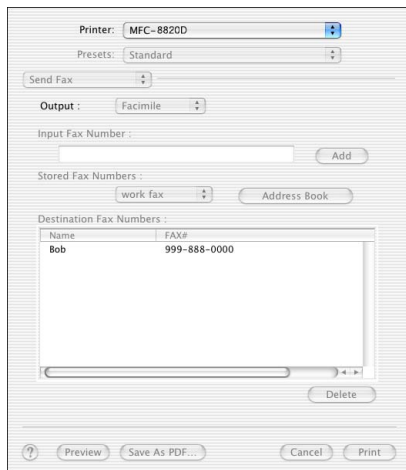 Printer: MFC-8820D
Presets: Standard
Send Fax
Output : Facimile
Input Fax Number :
Add
Stored Fax Numbers :
work fax Address Book
Destination Fax Numbers :
Name FAX#
Bob 999-888-0000
Delete
? Preview Save As PDF... Cancel Print